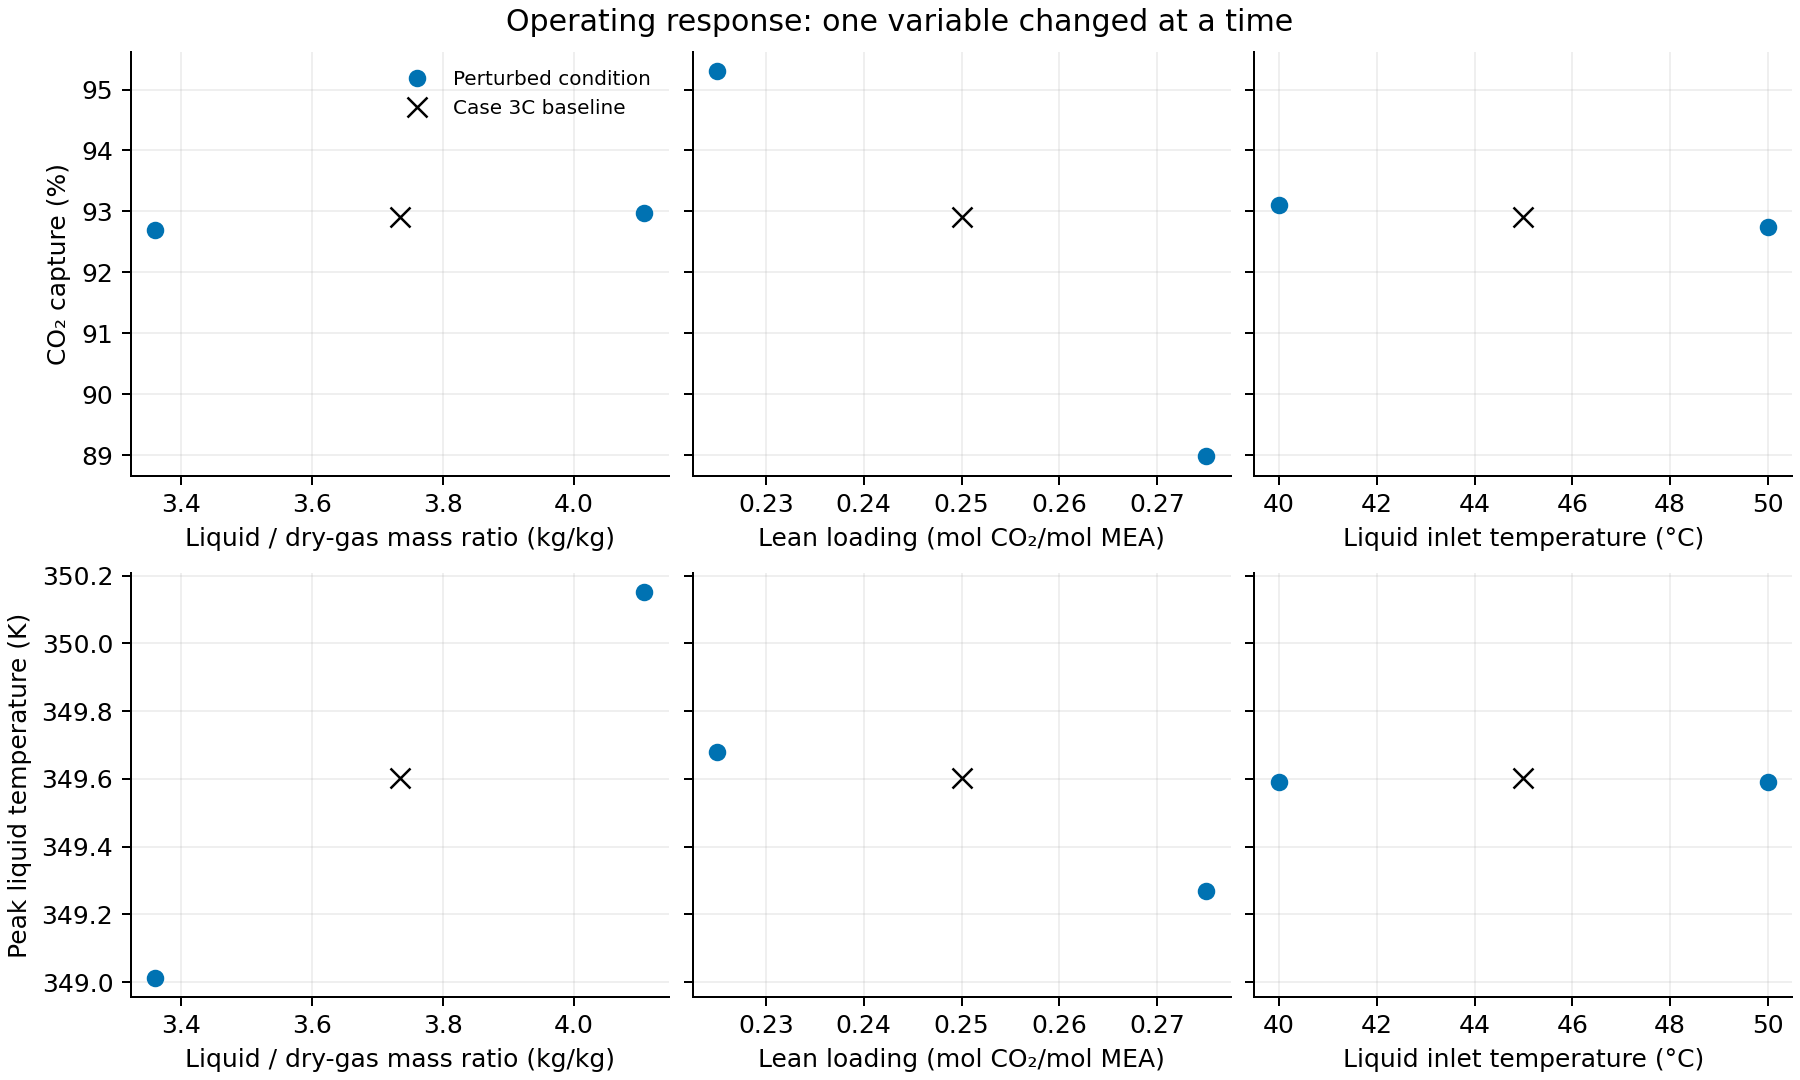 Operating response: one variable changed at a time
Perturbed condition
Case 3C baseline
CO₂ capture (%)
95
94
93
92
91
90
89
3.4 3.6 3.8 4.0
Liquid / dry-gas mass ratio (kg/kg)
0.23 0.24 0.25 0.26 0.27
Lean loading (mol CO₂/mol MEA)
40 42 44 46 48 50
Liquid inlet temperature (°C)
Peak liquid temperature (K)
350.2
350.0
349.8
349.6
349.4
349.2
349.0
3.4 3.6 3.8 4.0
Liquid / dry-gas mass ratio (kg/kg)
0.23 0.24 0.25 0.26 0.27
Lean loading (mol CO₂/mol MEA)
40 42 44 46 48 50
Liquid inlet temperature (°C)